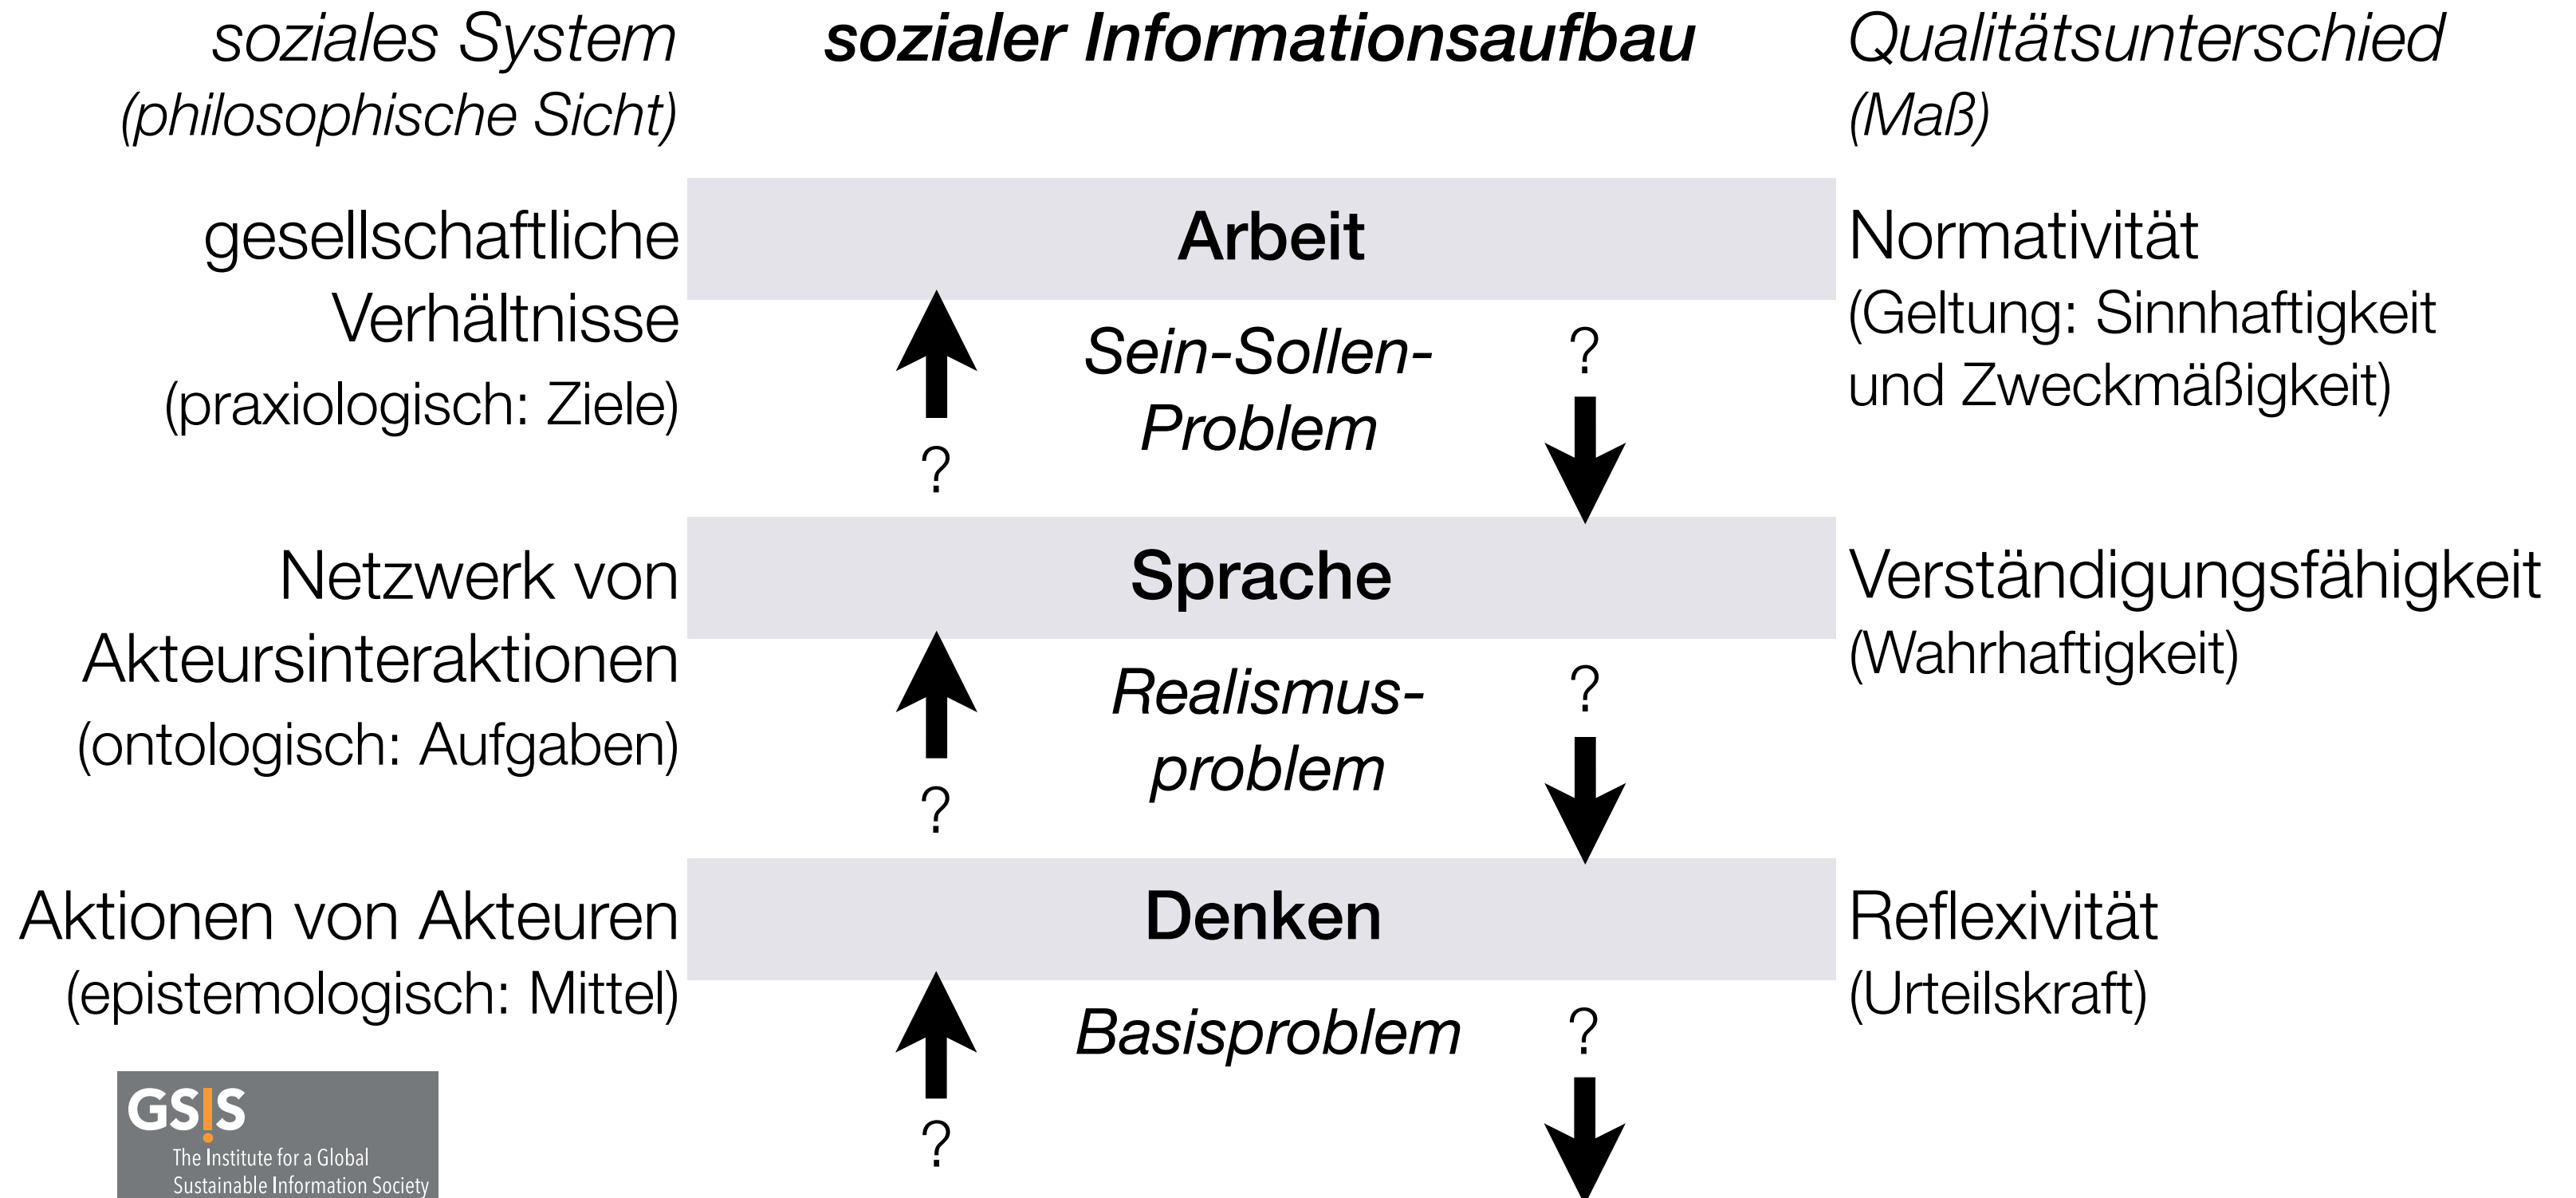 soziales System
(philosophische Sicht)
sozialer Informationsaufbau
Qualitätsunterschied
(Maß)
gesellschaftliche
Verhältnisse
(praxiologisch: Ziele)
Arbeit
Normativität
(Geltung: Sinnhaftigkeit
und Zweckmäßigkeit)
?
Sein-Sollen-
Problem
?
Netzwerk von
Akteursinteraktionen
(ontologisch: Aufgaben)
Sprache
Verständigungsfähigkeit
(Wahrhaftigkeit)
?
Realismus-
problem
?
Aktionen von Akteuren
(epistemologisch: Mittel)
Denken
Reflexivität
(Urteilskraft)
?
Basisproblem
?
GS!S
The Institute for a Global
Sustainable Information Society